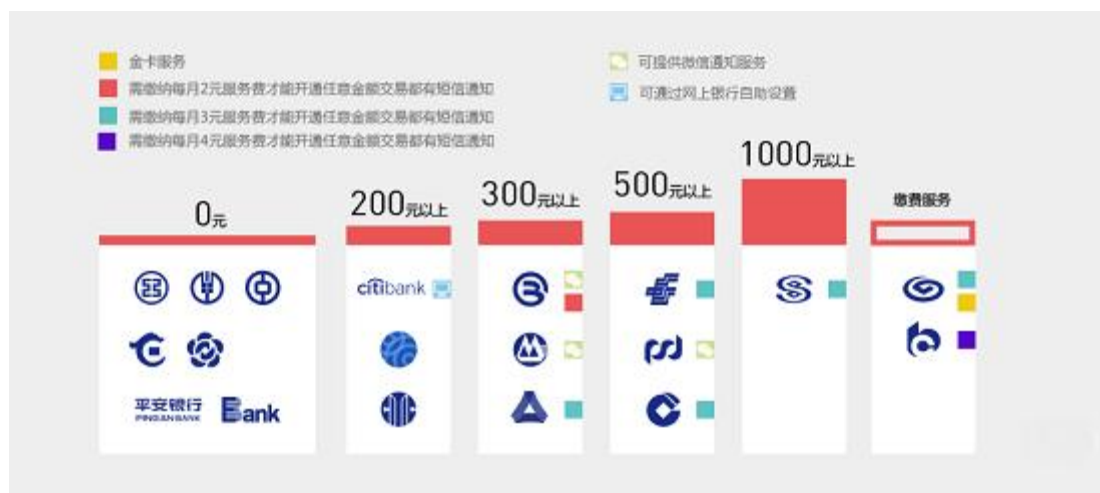 金卡服务
需缴纳每月2元服务费才能开通任意金额交易都有短信通知
需缴纳每月3元服务费才能开通任意金额交易都有短信通知
需缴纳每月4元服务费才能开通任意金额交易都有短信通知
可提供微信通知服务
可通过网上银行自助设置
0元
200元以上
300元以上
500元以上
1000元以上
缴费服务
citibank
平安银行
PINGAN BANK
Bank